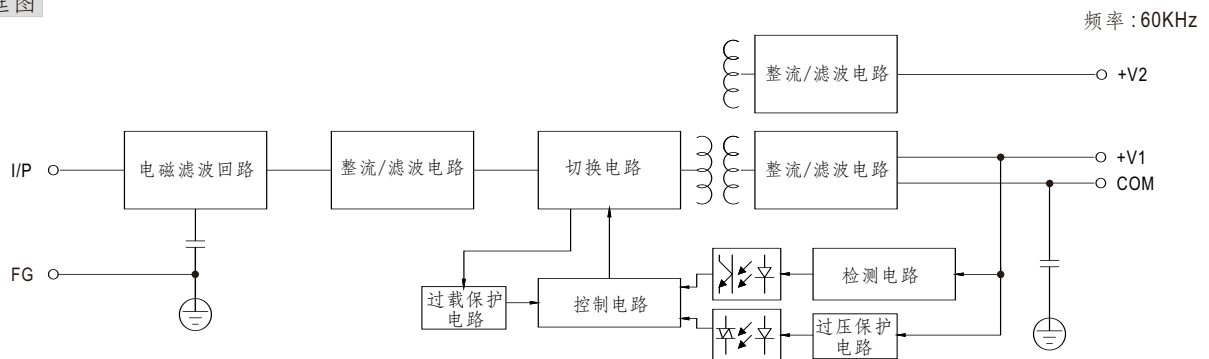 框图
频率：60KHz
整流/滤波电路
+V2
I/P
电磁滤波回路
整流/滤波电路
切换电路
整流/滤波电路
+V1
COM
FG
过载保护
电路
控制电路
检测电路
过压保护
电路